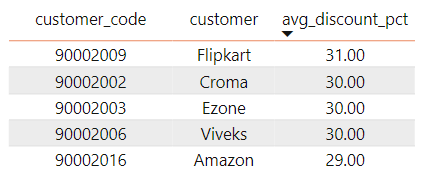 customer_code customer avg_discount_pct
90002009 Flipkart 31.00
90002002 Croma 30.00
90002003 Ezone 30.00
90002006 Viveks 30.00
90002016 Amazon 29.00